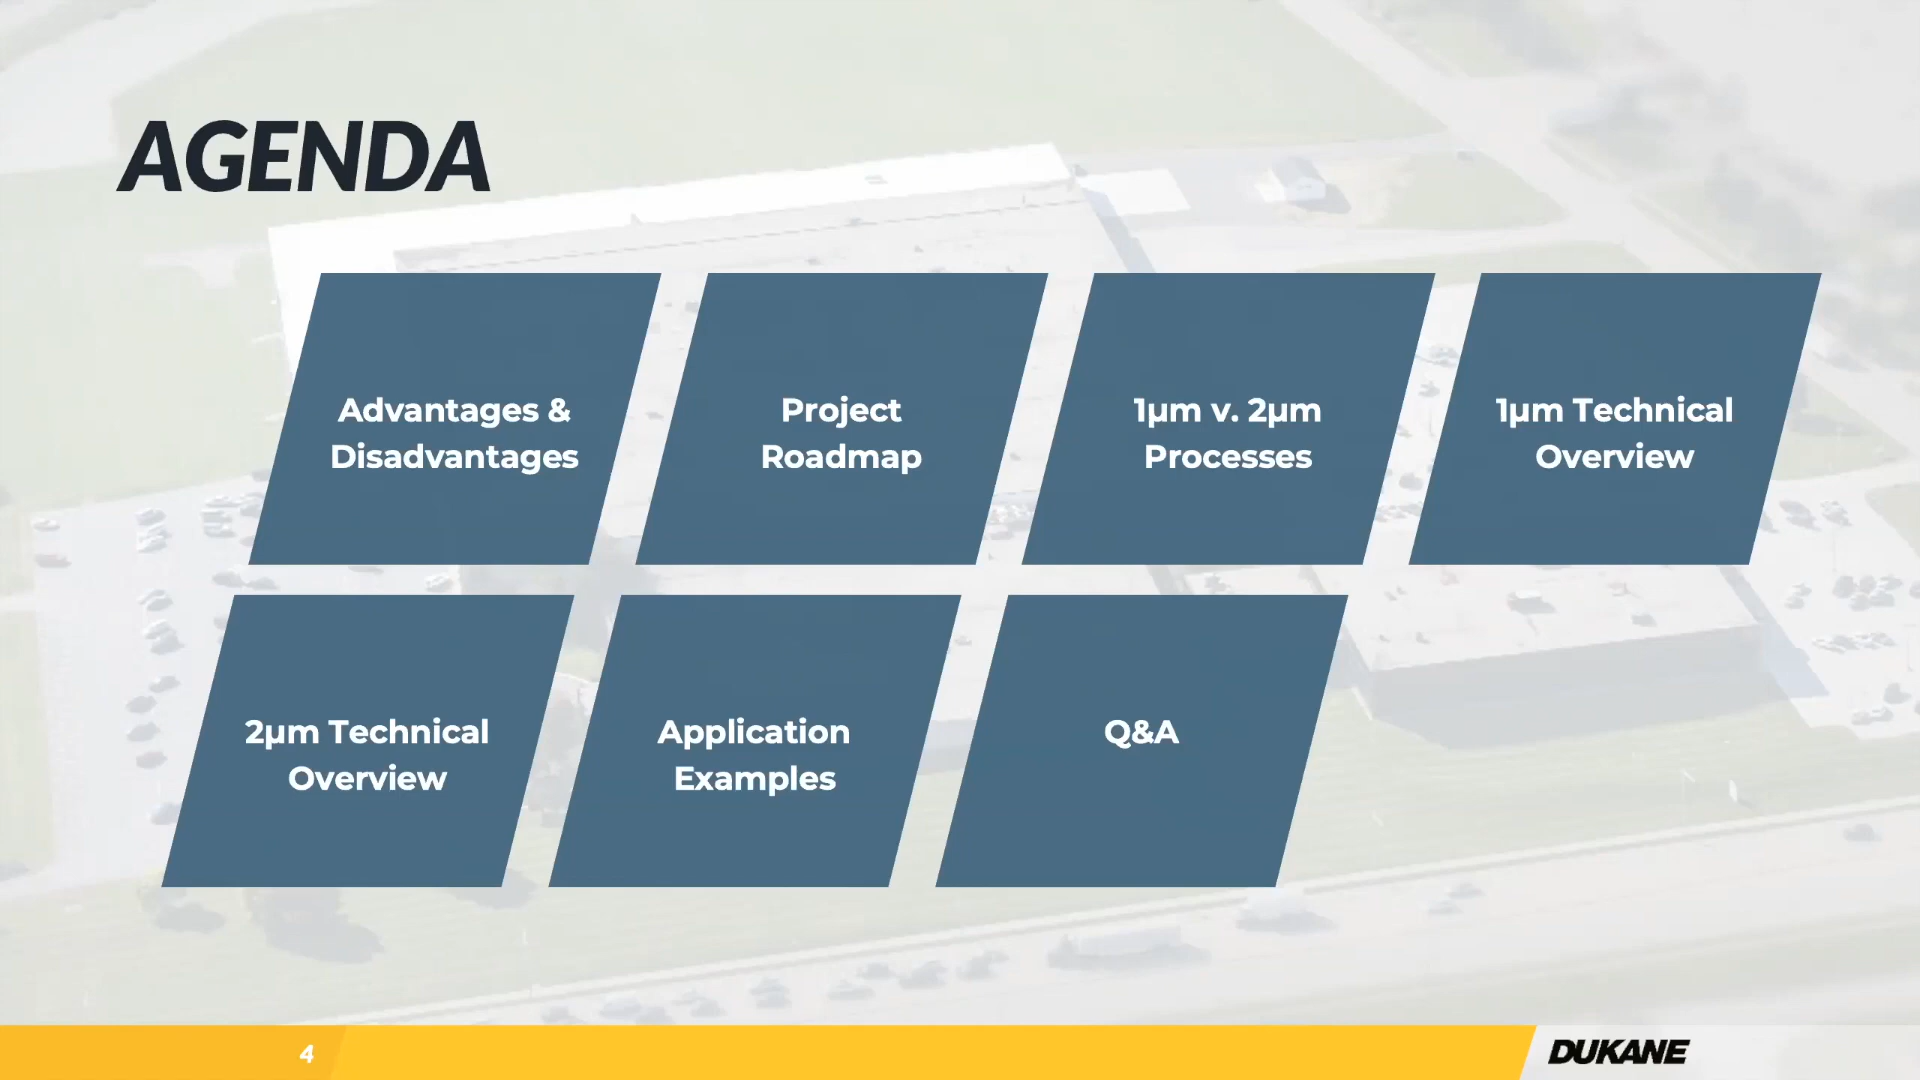 AGENDA
Advantages &
Disadvantages
Project
Roadmap
1µm v. 2µm
Processes
1µm Technical
Overview
2µm Technical
Overview
Application
Examples
Q&A
4
DUKANE